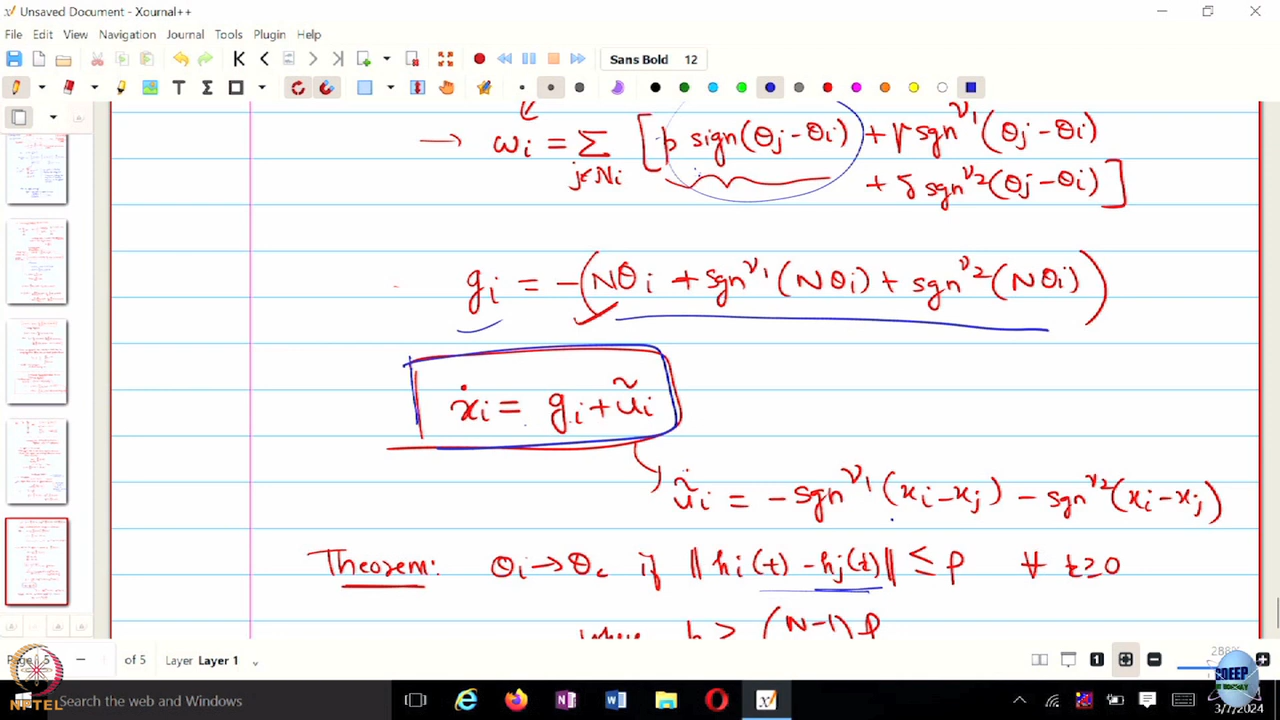 Unsaved Document - Xournal++
File Edit View Navigation Journal Tools Plugin Help
Sans Bold 12
→ ωi = Σ j∈Ni [p sign(θj-θi) + γ sgn^ν1 (θj-θi)
+ δ sgn^ν2 (θj-θi)]
gi = -(Nθi + sgn^ν1 (Nθi) + sgn^ν2 (Nθi))
ẋi = gi + ũi
ũi = -sgn^ν1 (xi-xj) - sgn^ν2 (xi-xj)
Theorem: θi → θc if ||hi(t) - hj(t)|| ≤ ρ ∀ t≥0
(N-1) ρ
Page 5 of 5 Layer Layer 1
288%
NPTEL
Search the web and Windows
CDEEP
3/7/2024